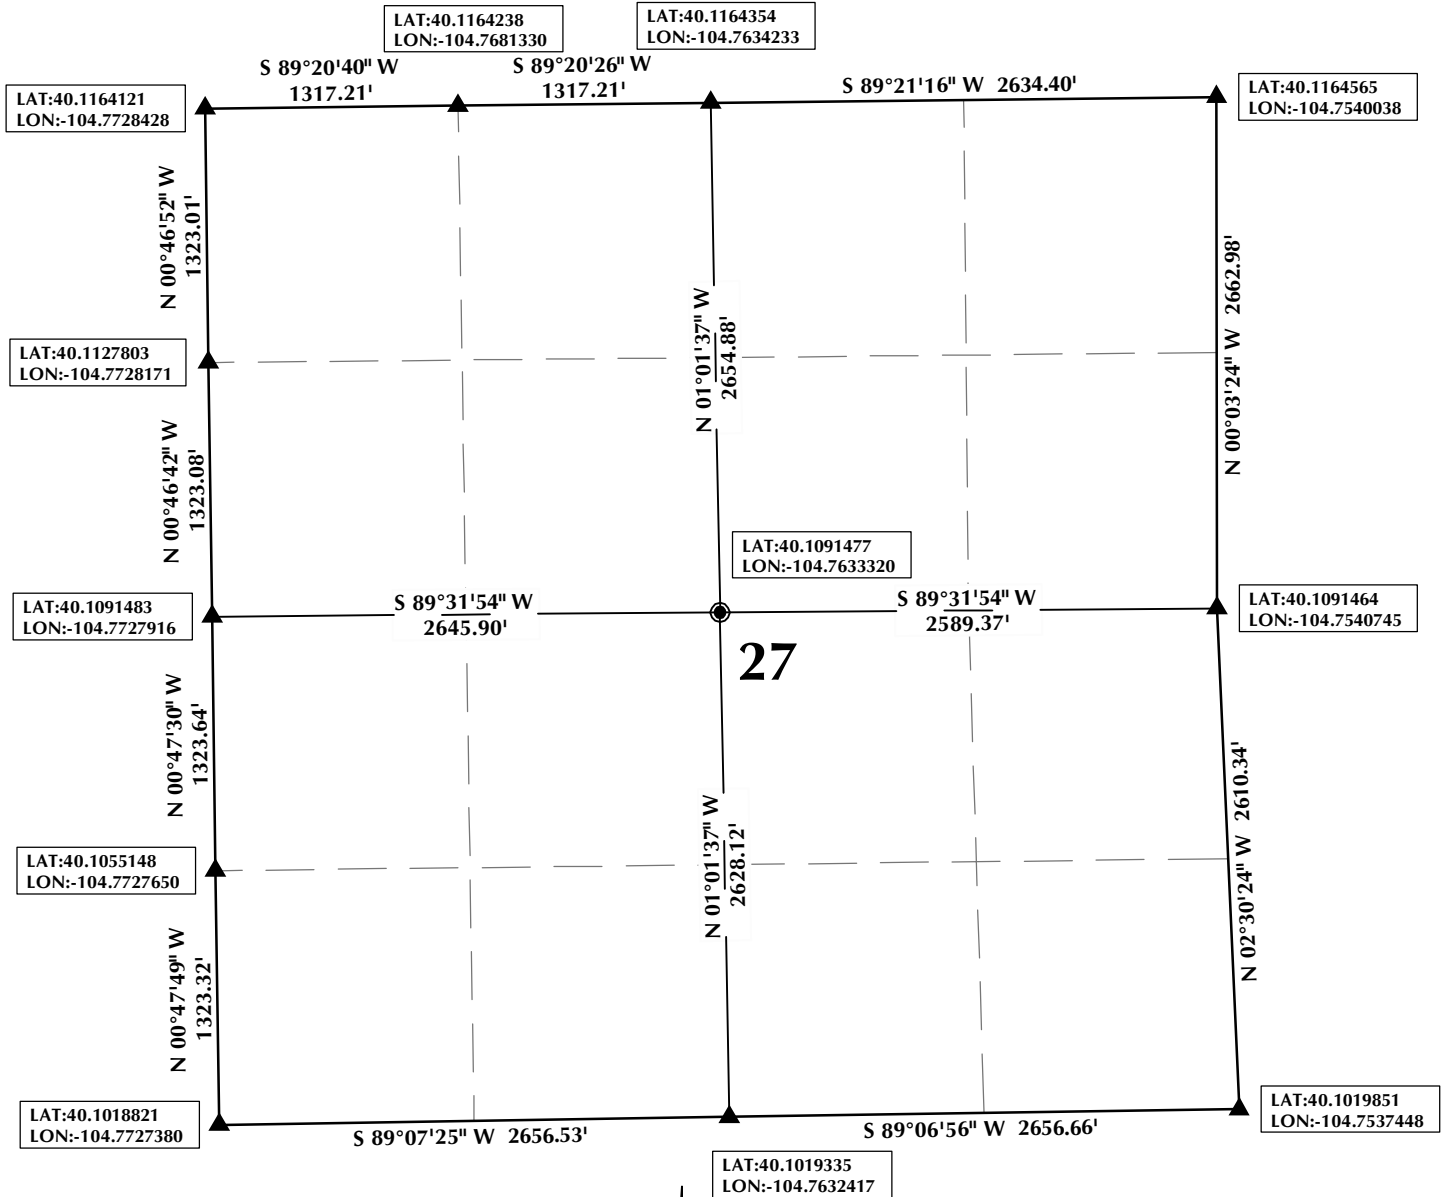 LAT:40.1164238
LON:-104.7681330
LAT:40.1164354
LON:-104.7634233
S 89°20'40" W
1317.21'
S 89°20'26" W
1317.21'
S 89°21'16" W 2634.40'
LAT:40.1164121
LON:-104.7728428
LAT:40.1164565
LON:-104.7540038
N 00°46'52" W
1323.01'
N 01°01'37" W
2654.88'
N 00°03'24" W 2662.98'
LAT:40.1127803
LON:-104.7728171
N 00°46'42" W
1323.08'
LAT:40.1091477
LON:-104.7633320
LAT:40.1091483
LON:-104.7727916
S 89°31'54" W
2645.90'
S 89°31'54" W
2589.37'
LAT:40.1091464
LON:-104.7540745
27
N 00°47'30" W
1323.64'
N 01°01'37" W
2628.12'
N 02°30'24" W 2610.34'
LAT:40.1055148
LON:-104.7727650
N 00°47'49" W
1323.32'
LAT:40.1018821
LON:-104.7727380
S 89°07'25" W 2656.53'
S 89°06'56" W 2656.66'
LAT:40.1019851
LON:-104.7537448
LAT:40.1019335
LON:-104.7632417